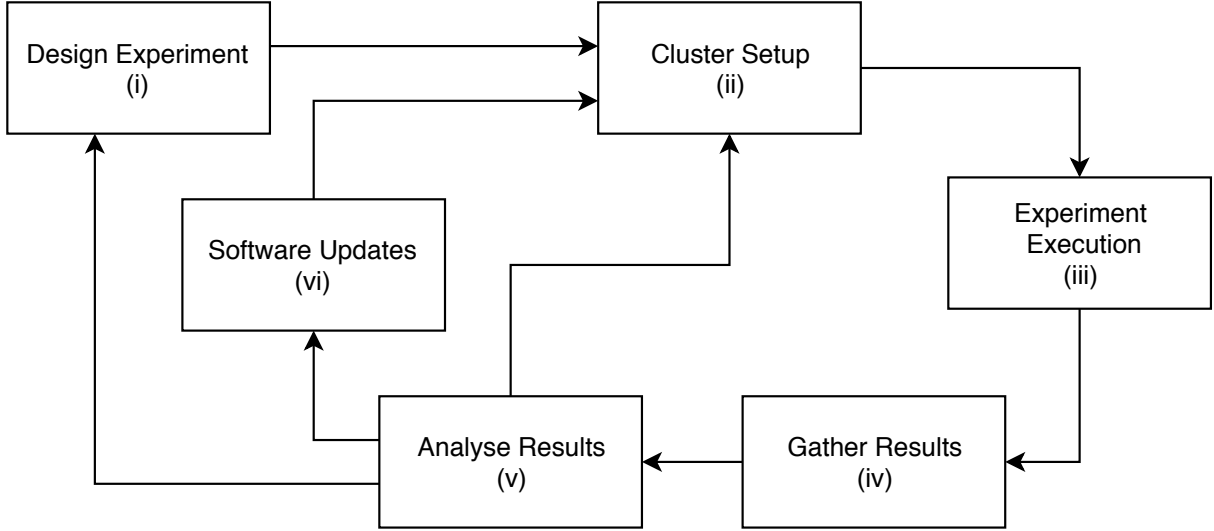 Design Experiment
(i)
Cluster Setup
(ii)
Experiment
Execution
(iii)
Software Updates
(vi)
Analyse Results
(v)
Gather Results
(iv)